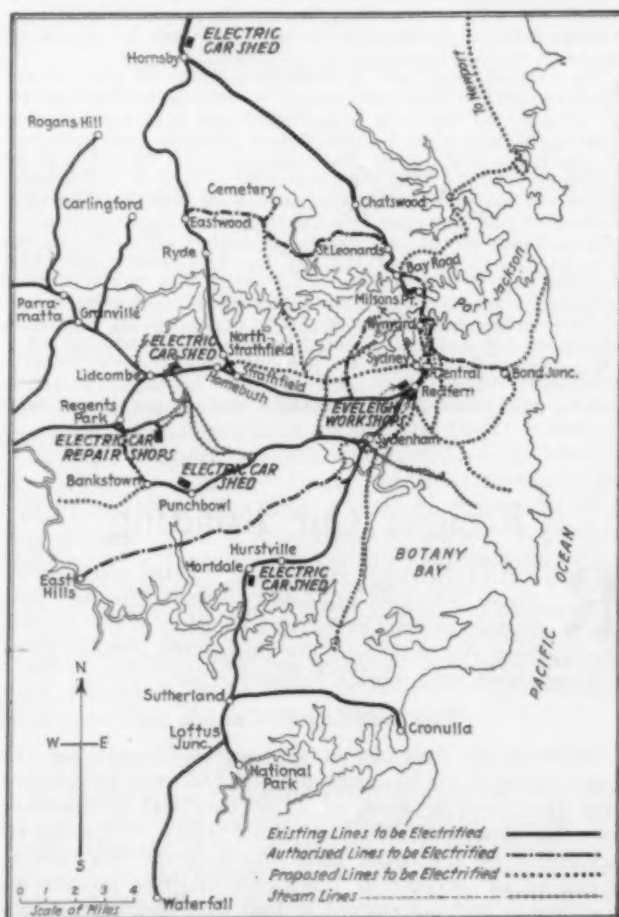 ELECTRIC
CAR SHED
Hornsby
To Newport
Rogans Hill
Cemetery
Carlingford
Chatswood
Eastwood
St. Leonards
Ryde
Bay Road
Port Jackson
Milsons Pt.
Parra-
matta
Granville
Wynyard
ELECTRIC
CAR SHED
North
Strathfield
Sydney
Lidcombe
Homebush
Strathfield
Central
Bond Junc.
Redfern
Regents
Park
EVELEIGH
WORKSHOPS
ELECTRIC CAR
REPAIR SHOPS
Sydenham
ELECTRIC CAR
SHED
Bankstown
Punchbowl
Hurstville
BOTANY
BAY
Hortdale
ELECTRIC
CAR SHED
East
Hills
PACIFIC OCEAN
N
Sutherland
W E
Loftus
Junc.
Cronulla
National
Park
S
Existing Lines to be Electrified
Authorised Lines to be Electrified
Proposed Lines to be Electrified
Steam Lines
0 1 2 3 4
Scale of Miles
Waterfall